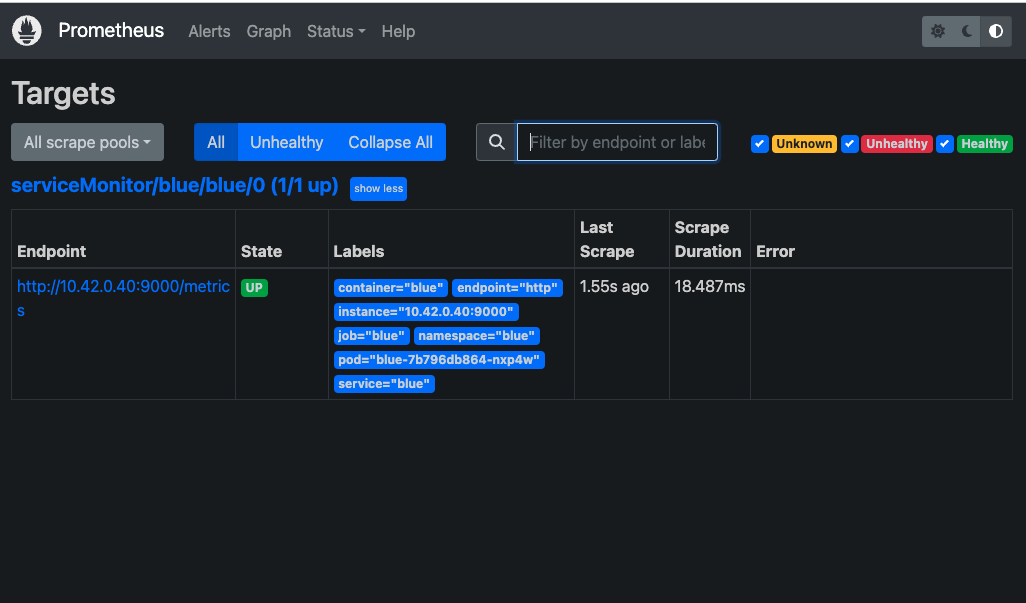 Prometheus Alerts Graph Status Help
Targets
All scrape pools All Unhealthy Collapse All Filter by endpoint or labe Unknown Unhealthy Healthy
serviceMonitor/blue/blue/0 (1/1 up) show less
Endpoint State Labels Last Scrape Scrape Duration Error
http://10.42.0.40:9000/metrics UP container="blue" endpoint="http" 1.55s ago 18.487ms
instance="10.42.0.40:9000"
job="blue" namespace="blue"
pod="blue-7b796db864-nxp4w"
service="blue"